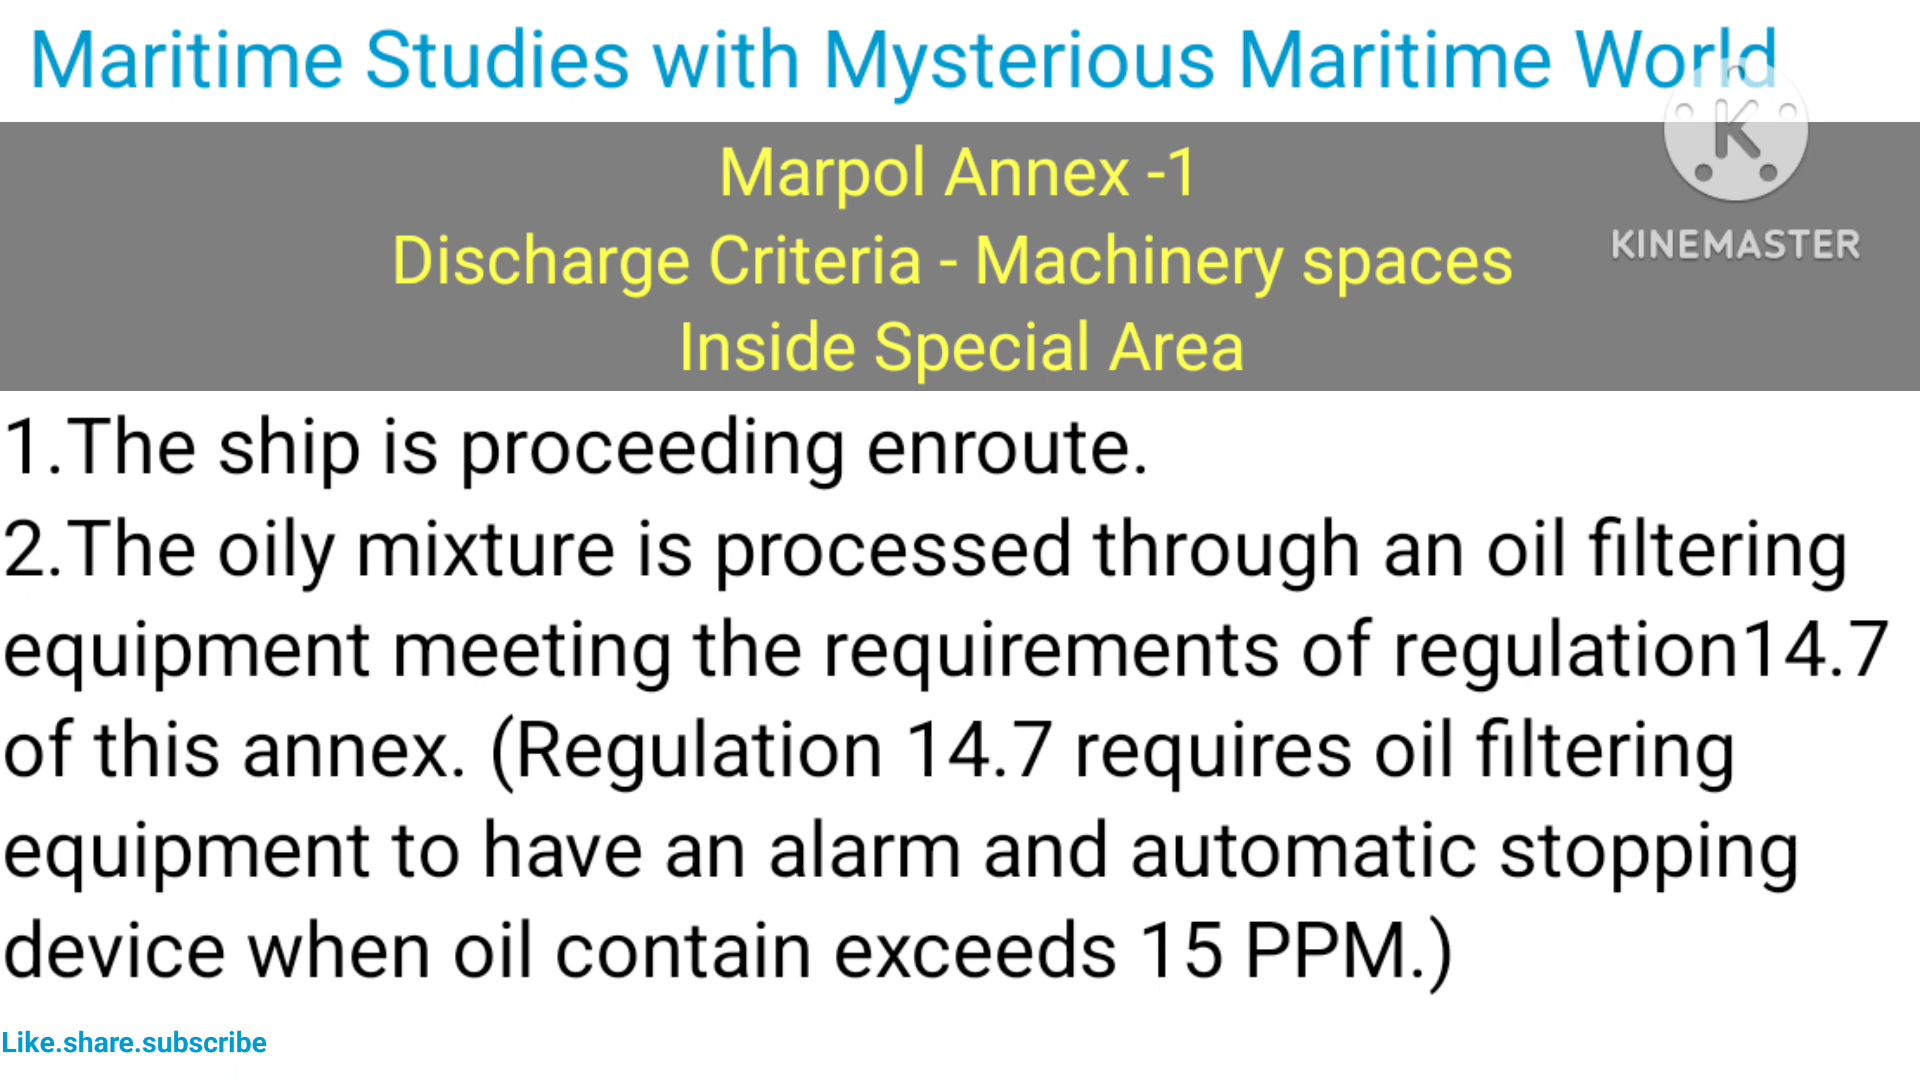 Maritime Studies with Mysterious Maritime World
Marpol Annex -1
Discharge Criteria - Machinery spaces
Inside Special Area
K
KINEMASTER
1.The ship is proceeding enroute.
2.The oily mixture is processed through an oil filtering
equipment meeting the requirements of regulation14.7
of this annex. (Regulation 14.7 requires oil filtering
equipment to have an alarm and automatic stopping
device when oil contain exceeds 15 PPM.)
Like.share.subscribe